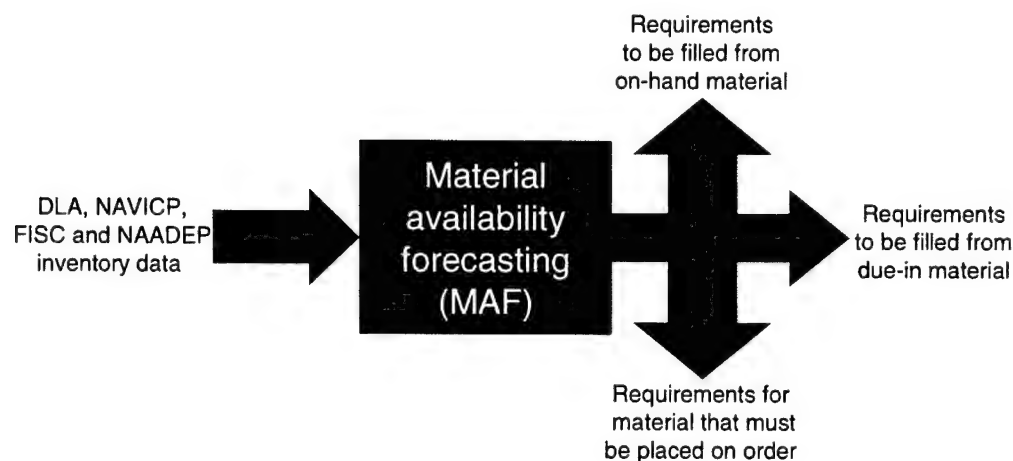 Requirements
to be filled from
on-hand material
Material
availability
forecasting
(MAF)
DLA, NAVICP,
FISC and NAADEP
inventory data
Requirements
to be filled from
due-in material
Requirements for
material that must
be placed on order